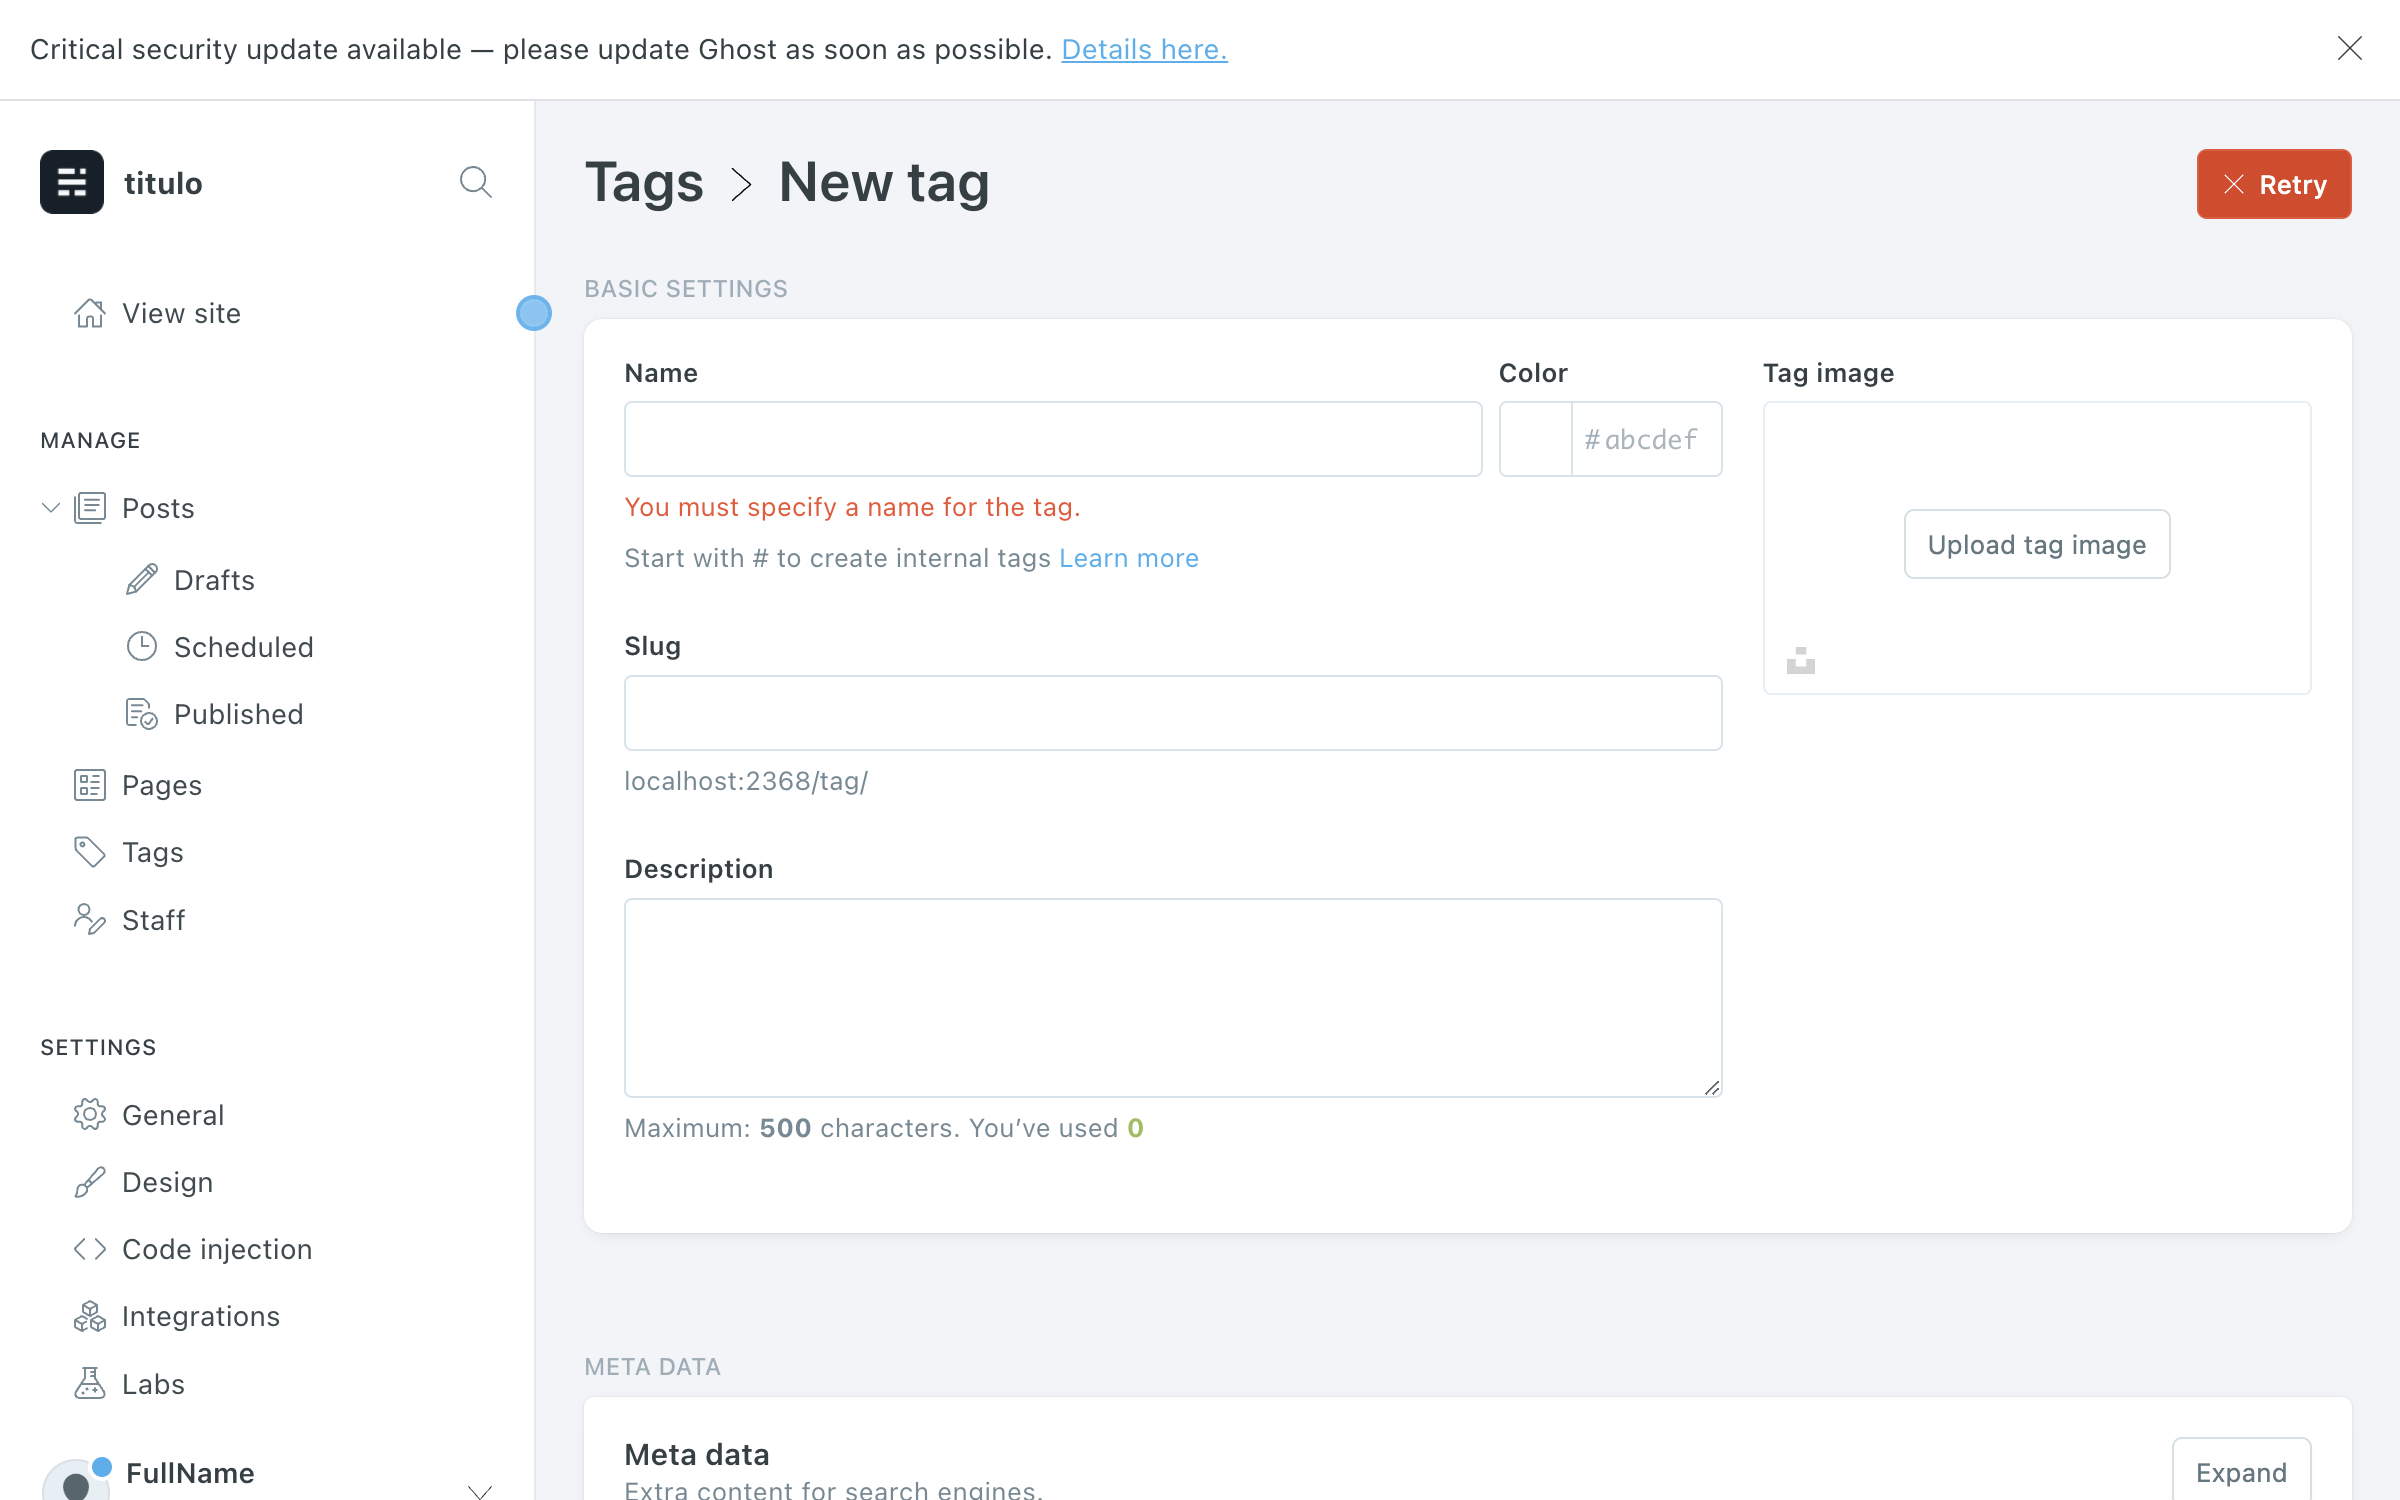 Critical security update available — please update Ghost as soon as possible. Details here.
titulo
View site
MANAGE
Posts
Drafts
Scheduled
Published
Pages
Tags
Staff
SETTINGS
General
Design
Code injection
Integrations
Labs
FullName
Tags > New tag
Retry
BASIC SETTINGS
Name
Color
#abcdef
You must specify a name for the tag.
Start with # to create internal tags Learn more
Slug
localhost:2368/tag/
Description
Maximum: 500 characters. You’ve used 0
Tag image
Upload tag image
META DATA
Meta data
Extra content for search engines.
Expand